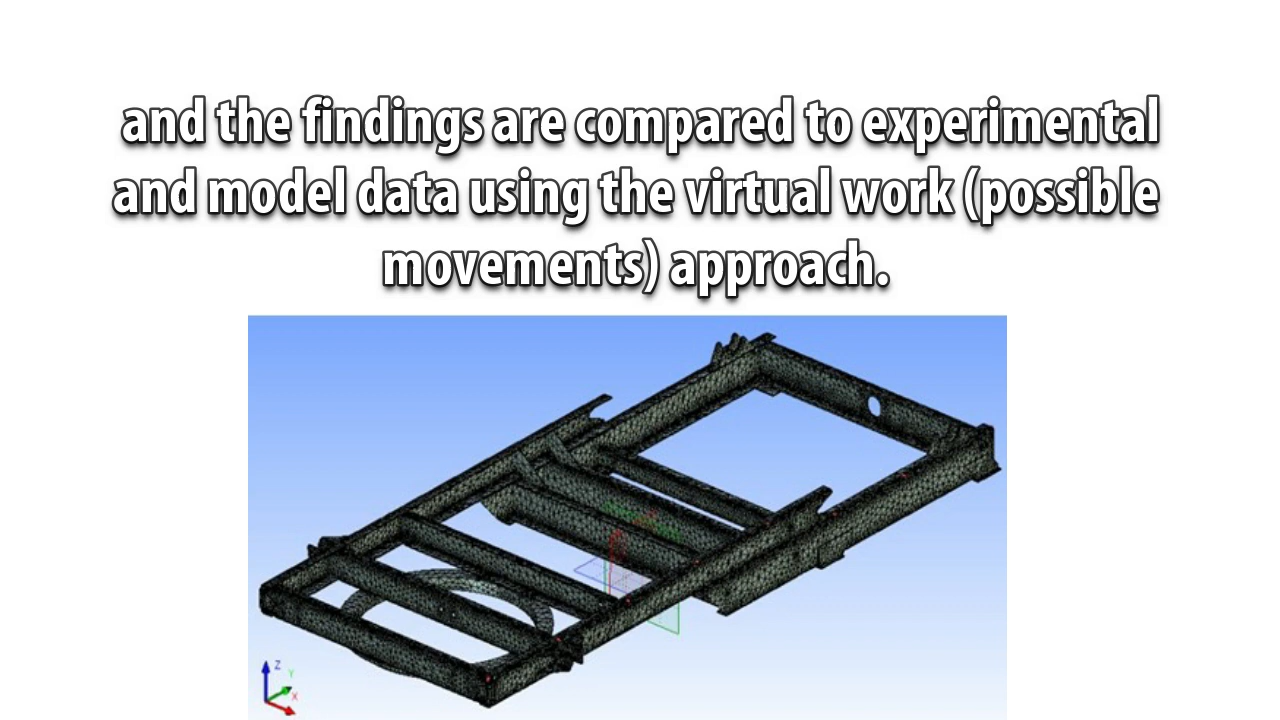 and the findings are compared to experimental
and model data using the virtual work (possible
movements) approach.
Z
Y
X